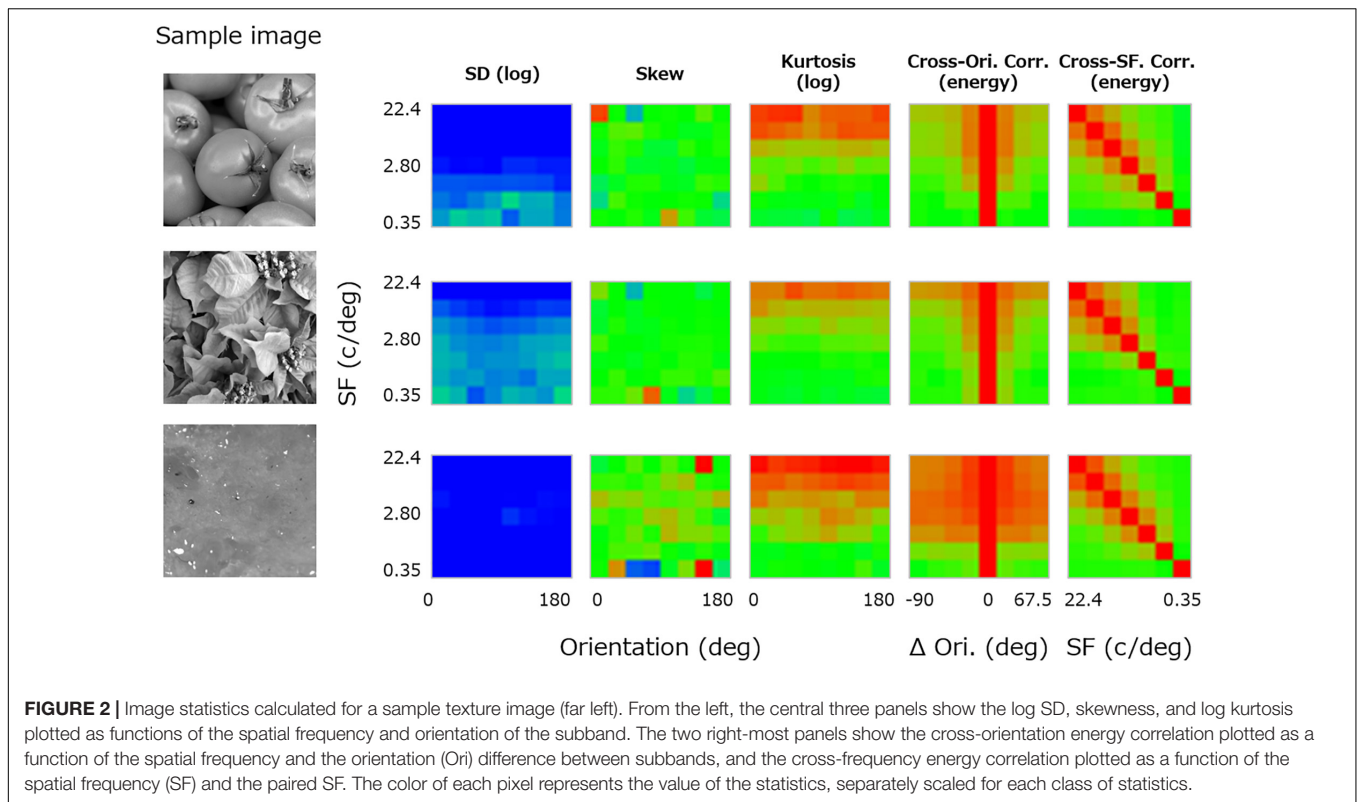 Sample image
SD (log)
Skew
Kurtosis
(log)
Cross-Ori. Corr.
(energy)
Cross-SF. Corr.
(energy)
22.4
2.80
0.35
22.4
2.80
0.35
SF (c/deg)
22.4
2.80
0.35
0 180 0 180 0 180 -90 0 67.5 22.4 0.35
Orientation (deg) Δ Ori. (deg) SF (c/deg)
FIGURE 2 | Image statistics calculated for a sample texture image (far left). From the left, the central three panels show the log SD, skewness, and log kurtosis
plotted as functions of the spatial frequency and orientation of the subband. The two right-most panels show the cross-orientation energy correlation plotted as a
function of the spatial frequency and the orientation (Ori) difference between subbands, and the cross-frequency energy correlation plotted as a function of the
spatial frequency (SF) and the paired SF. The color of each pixel represents the value of the statistics, separately scaled for each class of statistics.